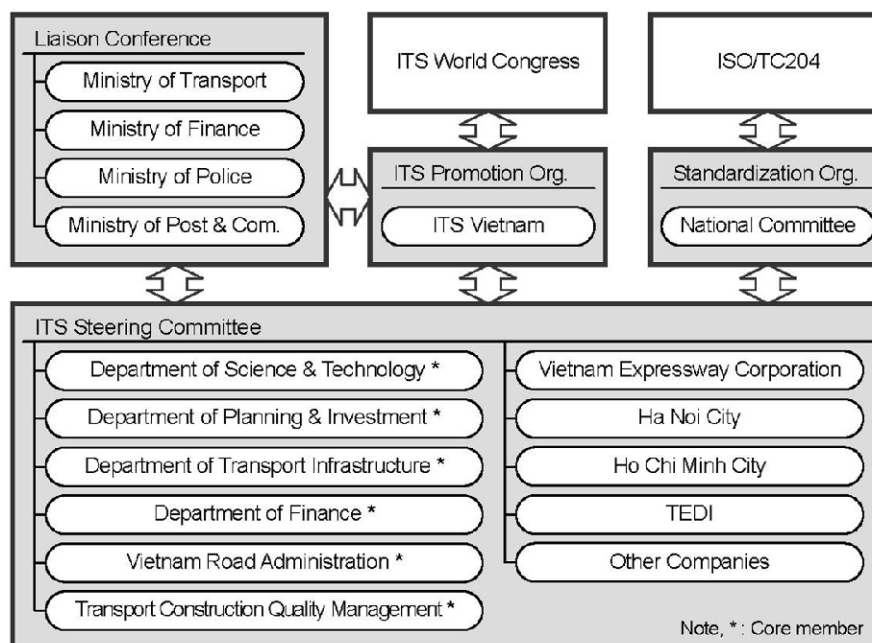 Liaison Conference
Ministry of Transport
Ministry of Finance
Ministry of Police
Ministry of Post & Com.
ITS World Congress
ISO/TC204
ITS Promotion Org.
ITS Vietnam
Standardization Org.
National Committee
ITS Steering Committee
Department of Science & Technology *
Department of Planning & Investment *
Department of Transport Infrastructure *
Department of Finance *
Vietnam Road Administration *
Transport Construction Quality Management *
Vietnam Expressway Corporation
Ha Noi City
Ho Chi Minh City
TEDI
Other Companies
Note, * : Core member